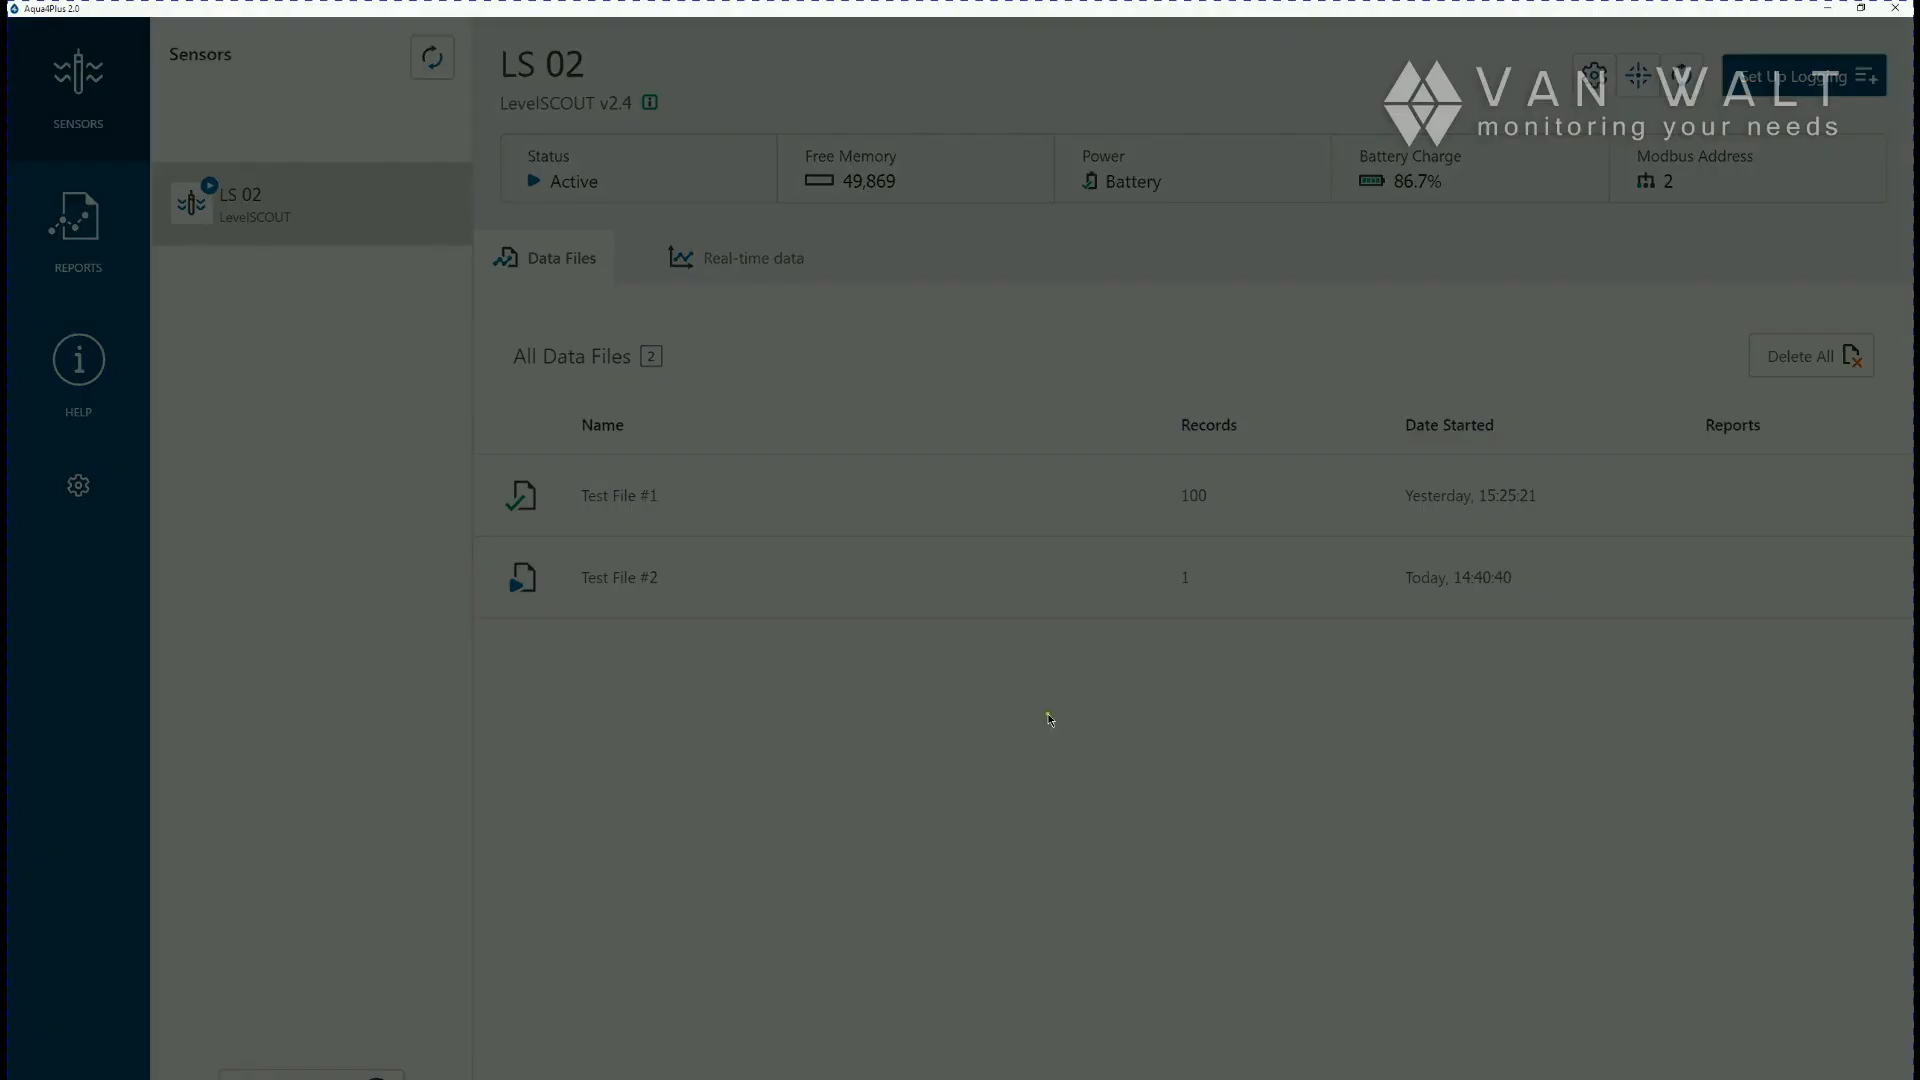 Aqua4Plus 2.0
SENSORS
REPORTS
HELP
Sensors
LS 02
LevelSCOUT
LS 02
LevelSCOUT v2.4
Set Up Logging
VAN WALT
monitoring your needs
Status
Active
Free Memory
49,869
Power
Battery
Battery Charge
86.7%
Modbus Address
2
Data Files
Real-time data
All Data Files 2
Delete All
Name Records Date Started Reports
Test File #1 100 Yesterday, 15:25:21
Test File #2 1 Today, 14:40:40